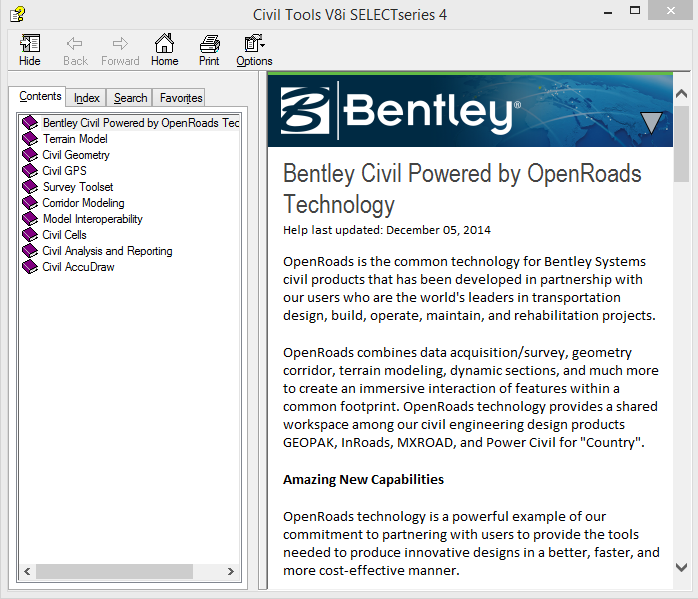 Civil Tools V8i SELECTseries 4
Hide Back Forward Home Print Options
Contents Index Search Favorites
Bentley Civil Powered by OpenRoads Tec
Terrain Model
Civil Geometry
Civil GPS
Survey Toolset
Corridor Modeling
Model Interoperability
Civil Cells
Civil Analysis and Reporting
Civil AccuDraw
Bentley®
Bentley Civil Powered by OpenRoads
Technology
Help last updated: December 05, 2014
OpenRoads is the common technology for Bentley Systems
civil products that has been developed in partnership with
our users who are the world's leaders in transportation
design, build, operate, maintain, and rehabilitation projects.
OpenRoads combines data acquisition/survey, geometry
corridor, terrain modeling, dynamic sections, and much more
to create an immersive interaction of features within a
common footprint. OpenRoads technology provides a shared
workspace among our civil engineering design products
GEOPAK, InRoads, MXROAD, and Power Civil for "Country".
Amazing New Capabilities
OpenRoads technology is a powerful example of our
commitment to partnering with users to provide the tools
needed to produce innovative designs in a better, faster, and
more cost-effective manner.